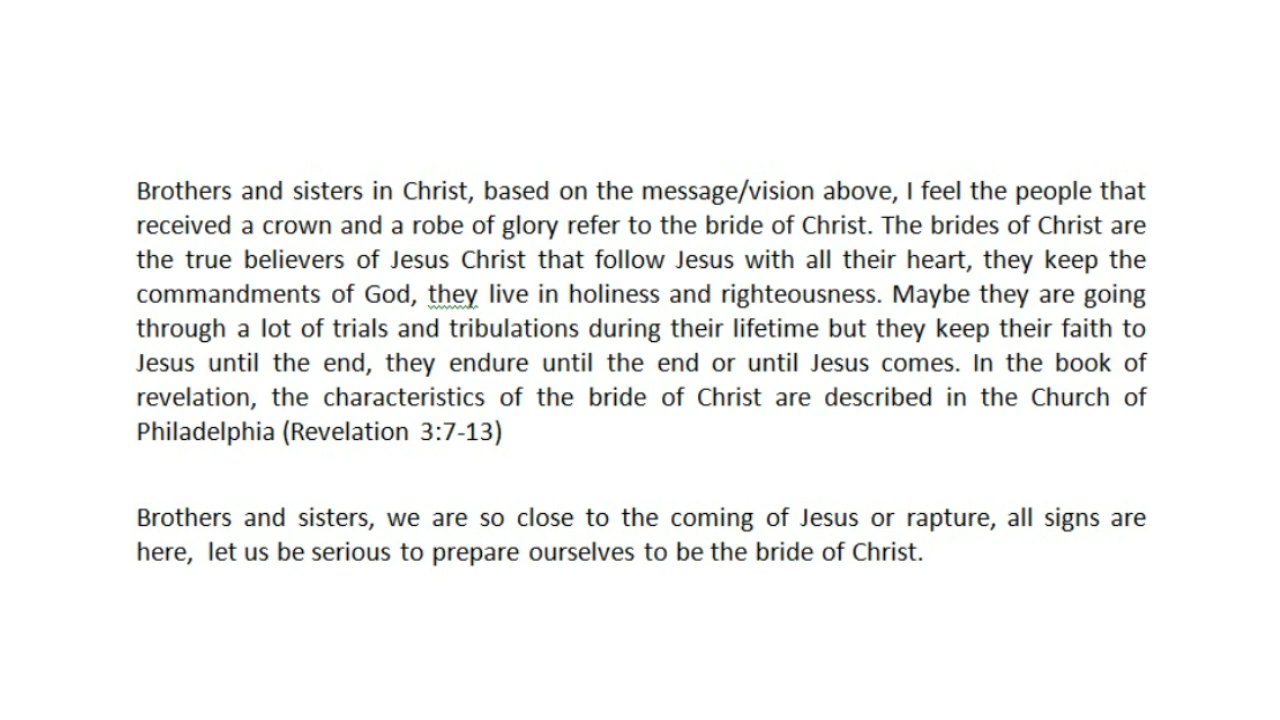 Brothers and sisters in Christ, based on the message/vision above, I feel the people that
received a crown and a robe of glory refer to the bride of Christ. The brides of Christ are
the true believers of Jesus Christ that follow Jesus with all their heart, they keep the
commandments of God, they live in holiness and righteousness. Maybe they are going
through a lot of trials and tribulations during their lifetime but they keep their faith to
Jesus until the end, they endure until the end or until Jesus comes. In the book of
revelation, the characteristics of the bride of Christ are described in the Church of
Philadelphia (Revelation 3:7-13)
Brothers and sisters, we are so close to the coming of Jesus or rapture, all signs are
here, let us be serious to prepare ourselves to be the bride of Christ.